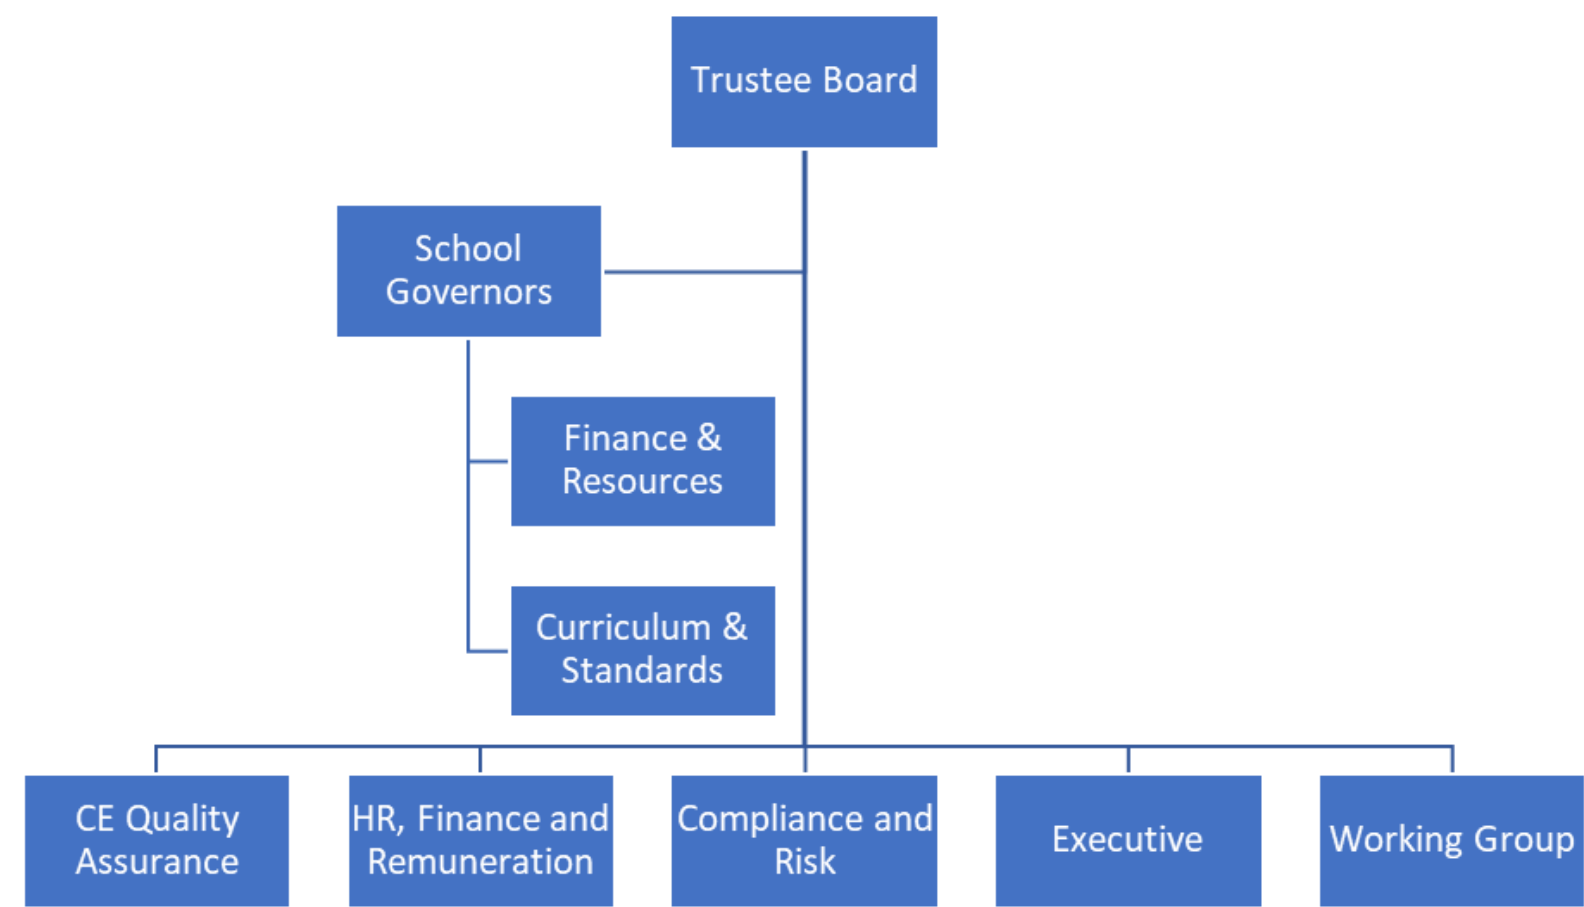 Trustee Board
School
Governors
Finance &
Resources
Curriculum &
Standards
CE Quality
Assurance
HR, Finance and
Remuneration
Compliance and
Risk
Executive
Working Group